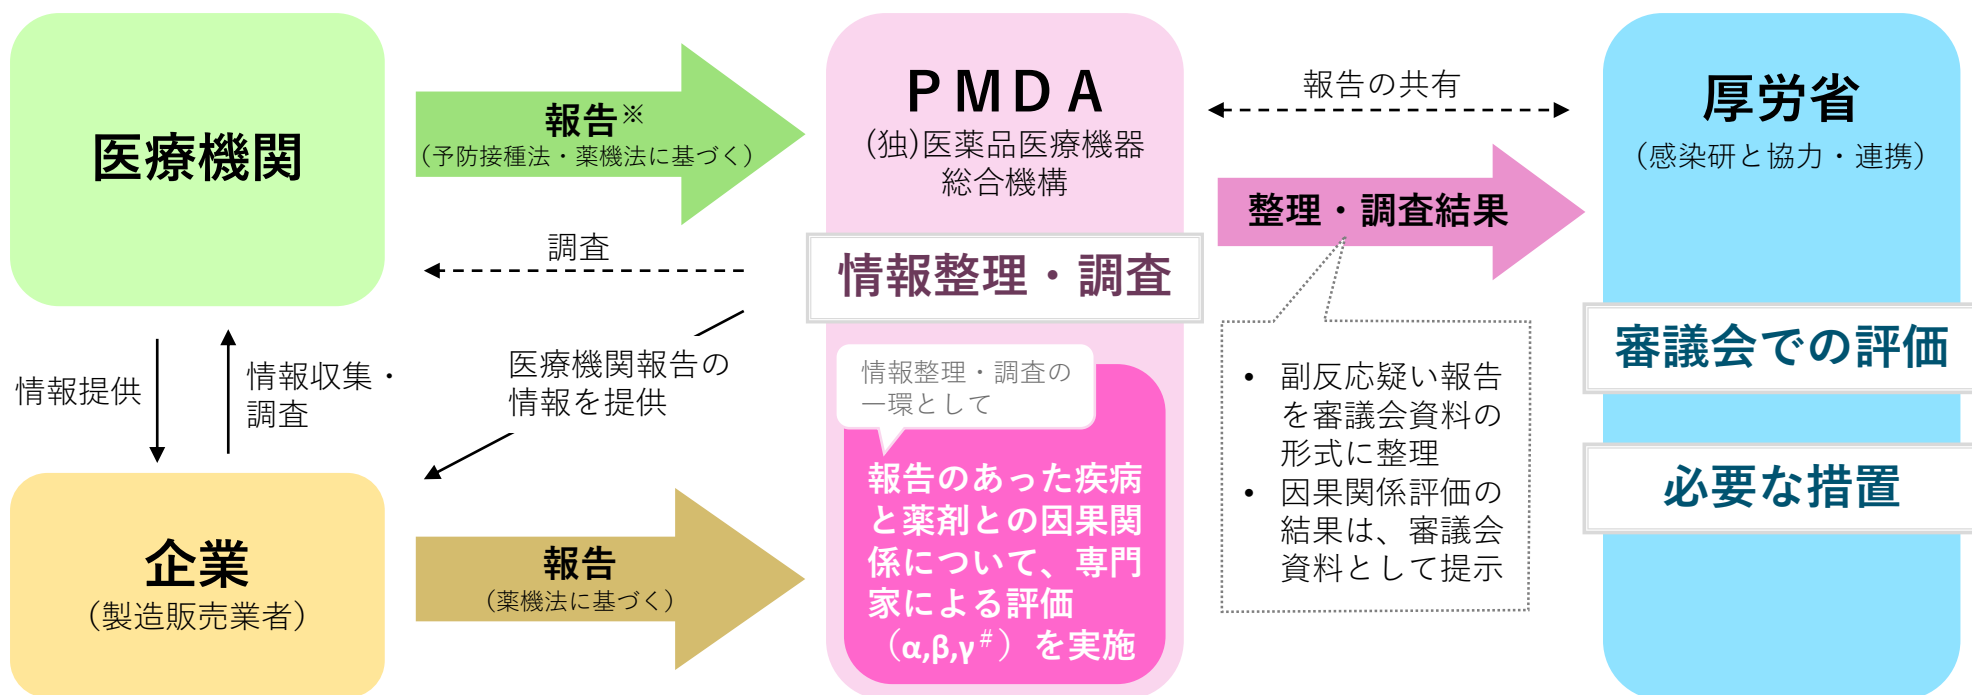 医療機関
報告※
(予防接種法・薬機法に基づく)
調査
情報提供
情報収集・
調査
医療機関報告の
情報を提供
企業
(製造販売業者)
報告
(薬機法に基づく)
PMDA
(独)医薬品医療機器
総合機構
情報整理・調査
情報整理・調査の
一環として
報告のあった疾病
と薬剤との因果関
係について、専門
家による評価
(α,β,γ#)を実施
報告の共有
整理・調査結果
• 副反応疑い報告
を審議会資料の
形式に整理
• 因果関係評価の
結果は、審議会
資料として提示
厚労省
(感染研と協力・連携)
審議会での評価
必要な措置